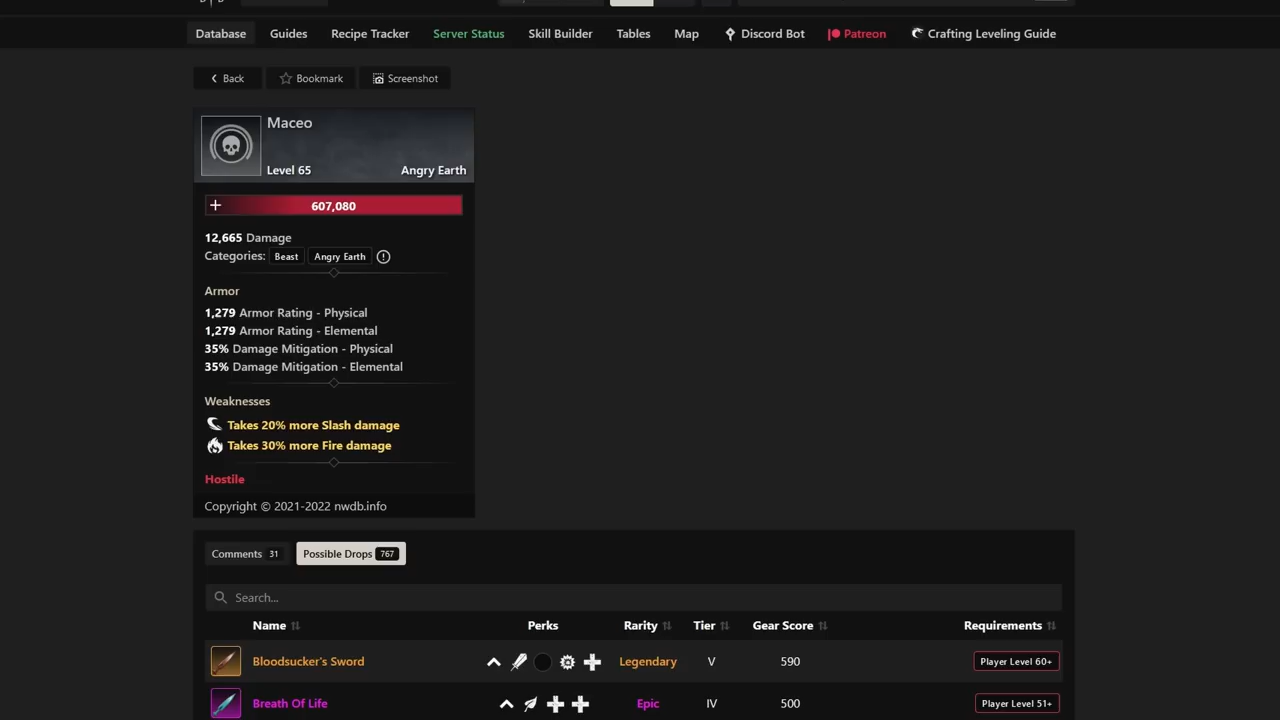 Database Guides Recipe Tracker Server Status Skill Builder Tables Map Discord Bot Patreon Crafting Leveling Guide
Back Bookmark Screenshot
Maceo
Level 65 Angry Earth
607,080
12,665 Damage
Categories: Beast Angry Earth
Armor
1,279 Armor Rating - Physical
1,279 Armor Rating - Elemental
35% Damage Mitigation - Physical
35% Damage Mitigation - Elemental
Weaknesses
Takes 20% more Slash damage
Takes 30% more Fire damage
Hostile
Copyright © 2021-2022 nwdb.info
Comments 31 Possible Drops 767
Search...
Name Perks Rarity Tier Gear Score Requirements
Bloodsucker's Sword Legendary V 590 Player Level 60+
Breath Of Life Epic IV 500 Player Level 51+